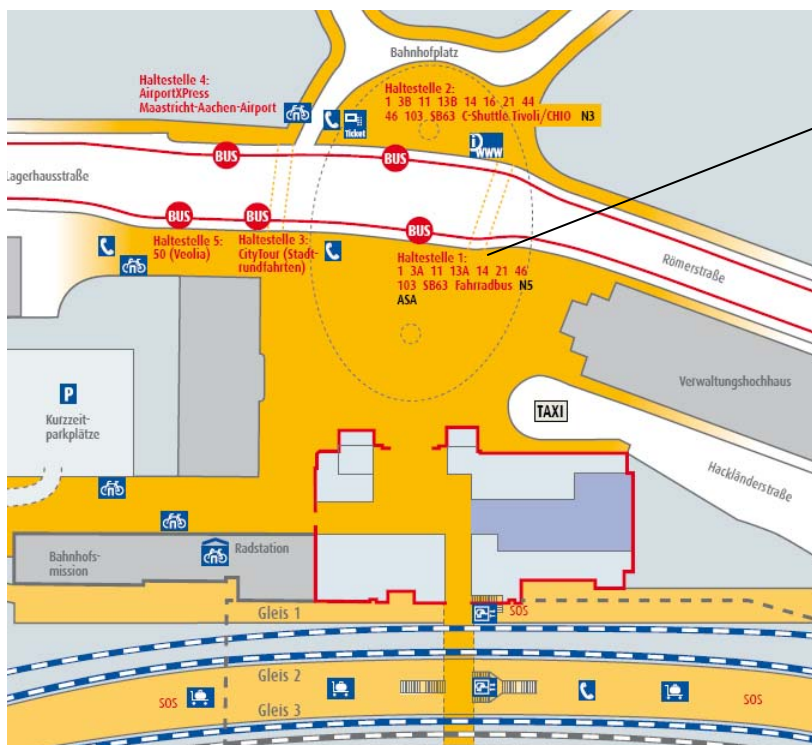 Bahnhofplatz
Haltestelle 4:
AirportXPress
Maastricht-Aachen-Airport
Ticket
Haltestelle 2:
1 3B 11 13B 14 16 21 44
46 103 SB63 C-Shuttle Tivoli/CHIO N3
i
www
BUS
BUS
Lagerhausstraße
BUS
BUS
BUS
Haltestelle 5:
50 (Veolia)
Haltestelle 3:
CityTour (Stadt-
rundfahrten)
Haltestelle 1:
1 3A 11 13A 14 21 46
103 SB63 Fahrradbus N5
ASA
Römerstraße
P
Kurzzeit-
parkplätze
TAXI
Verwaltungshochhaus
Hackländerstraße
Bahnhofs-
mission
Radstation
Gleis 1
SOS
Gleis 2
SOS
SOS
Gleis 3